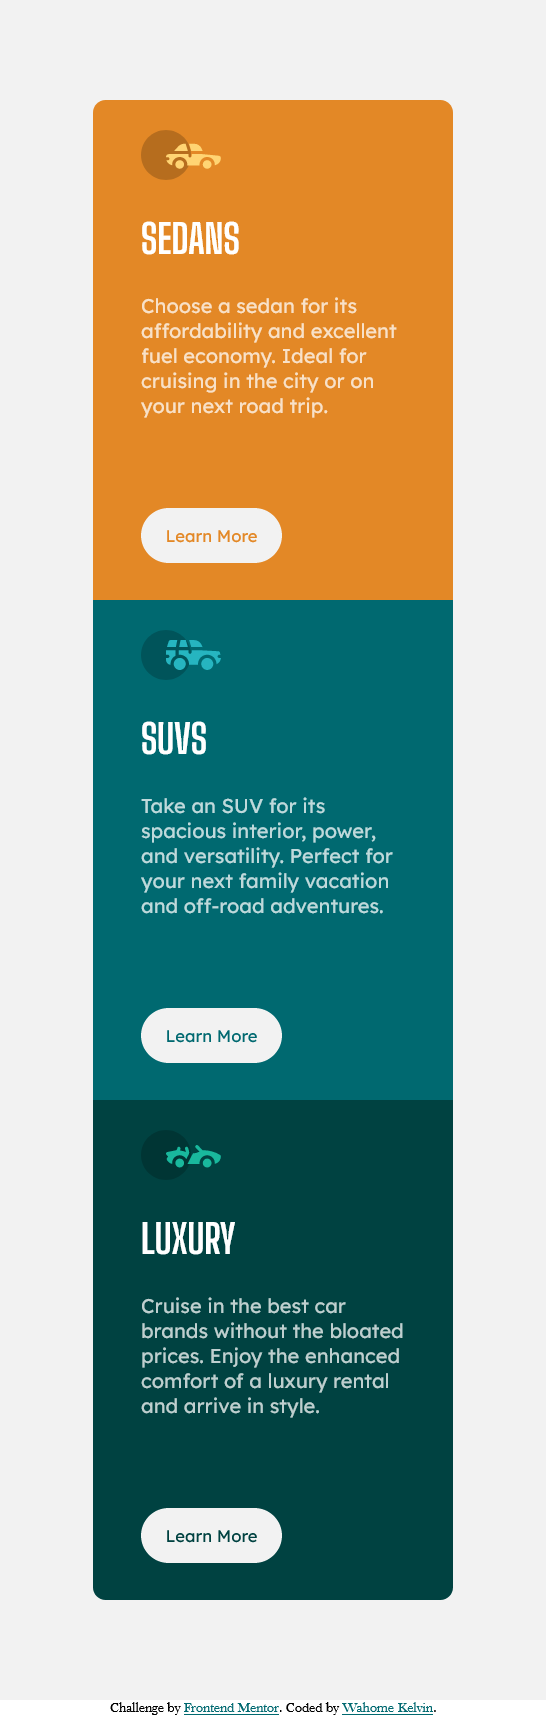 SEDANS
Choose a sedan for its
affordability and excellent
fuel economy. Ideal for
cruising in the city or on
your next road trip.
Learn More
SUVS
Take an SUV for its
spacious interior, power,
and versatility. Perfect for
your next family vacation
and off-road adventures.
Learn More
LUXURY
Cruise in the best car
brands without the bloated
prices. Enjoy the enhanced
comfort of a luxury rental
and arrive in style.
Learn More
Challenge by Frontend Mentor. Coded by Wahome Kelvin.